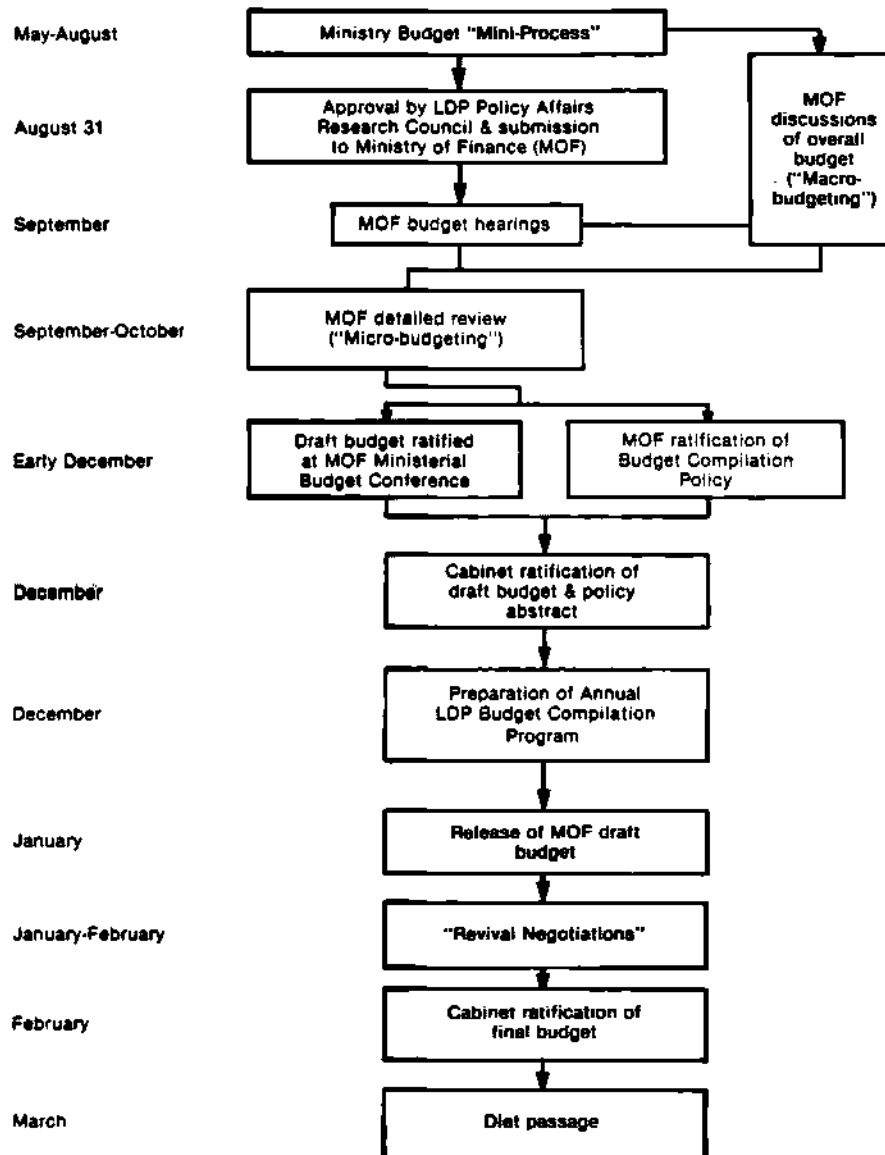 May-August
Ministry Budget "Mini-Process"
MOF
discussions
of overall
budget
("Macro-
budgeting")
August 31
Approval by LDP Policy Affairs
Research Council & submission
to Ministry of Finance (MOF)
September
MOF budget hearings
September-October
MOF detailed review
("Micro-budgeting")
Early December
Draft budget ratified
at MOF Ministerial
Budget Conference
MOF ratification of
Budget Compilation
Policy
December
Cabinet ratification of
draft budget & policy
abstract
December
Preparation of Annual
LDP Budget Compilation
Program
January
Release of MOF draft
budget
January-February
"Revival Negotiations"
February
Cabinet ratification of
final budget
March
Diet passage